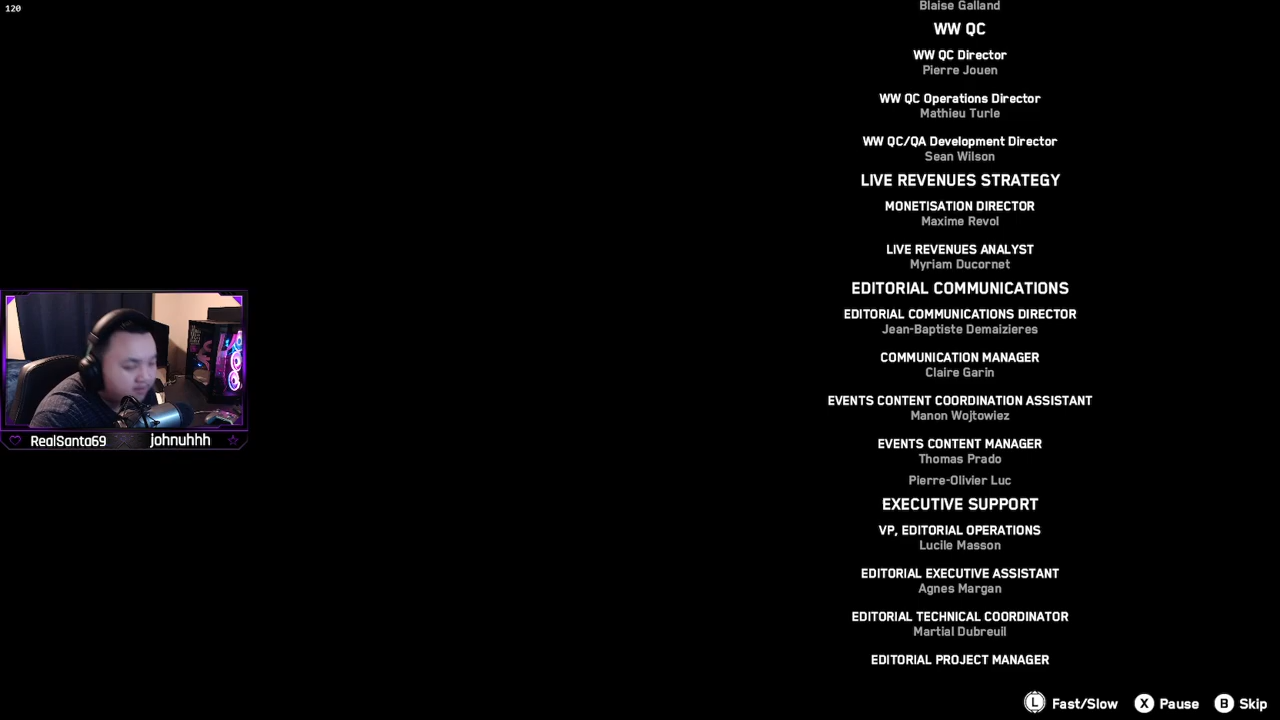 120
Blaise Galland
WW QC
WW QC Director
Pierre Jouen
WW QC Operations Director
Mathieu Turle
WW QC/QA Development Director
Sean Wilson
LIVE REVENUES STRATEGY
MONETISATION DIRECTOR
Maxime Revol
LIVE REVENUES ANALYST
Myriam Ducornet
EDITORIAL COMMUNICATIONS
EDITORIAL COMMUNICATIONS DIRECTOR
Jean-Baptiste Demaizieres
COMMUNICATION MANAGER
Claire Garin
EVENTS CONTENT COORDINATION ASSISTANT
Manon Wojtowiez
EVENTS CONTENT MANAGER
Thomas Prado
Pierre-Olivier Luc
EXECUTIVE SUPPORT
VP, EDITORIAL OPERATIONS
Lucile Masson
EDITORIAL EXECUTIVE ASSISTANT
Agnes Margan
EDITORIAL TECHNICAL COORDINATOR
Martial Dubreuil
EDITORIAL PROJECT MANAGER
RealSanta69 johnuhhh
L Fast/Slow X Pause B Skip